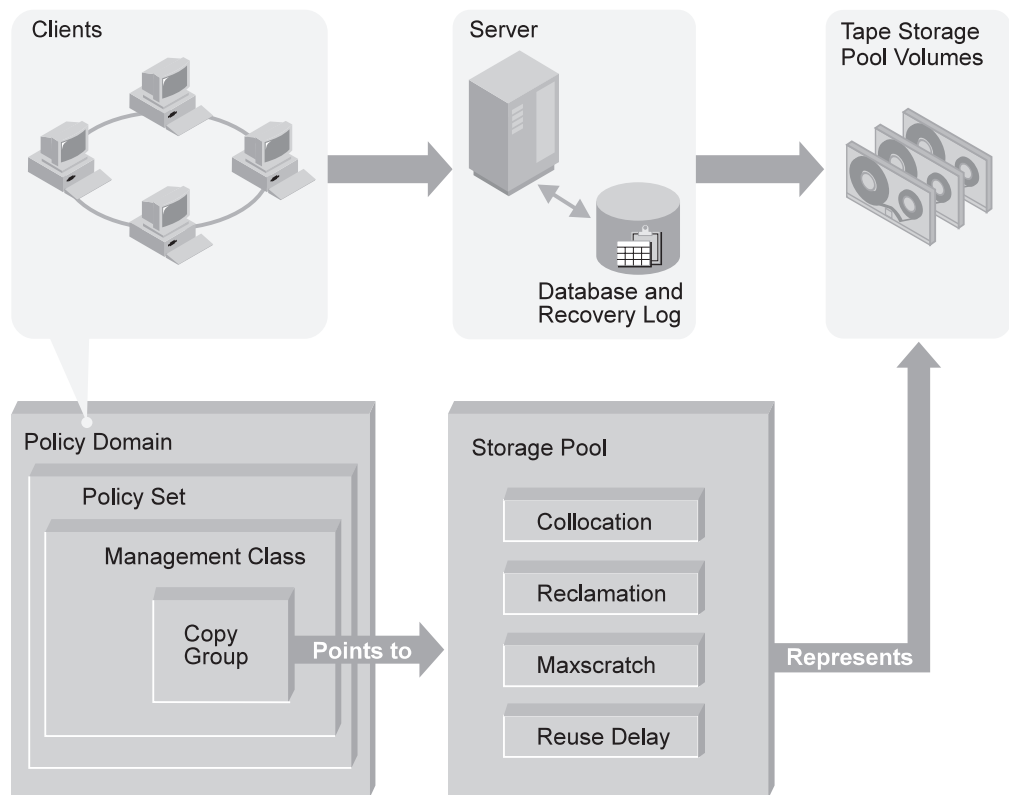 Clients
Server
Tape Storage
Pool Volumes
Database and
Recovery Log
Policy Domain
Policy Set
Management Class
Copy
Group
Points to
Storage Pool
Collocation
Reclamation
Maxscratch
Reuse Delay
Represents